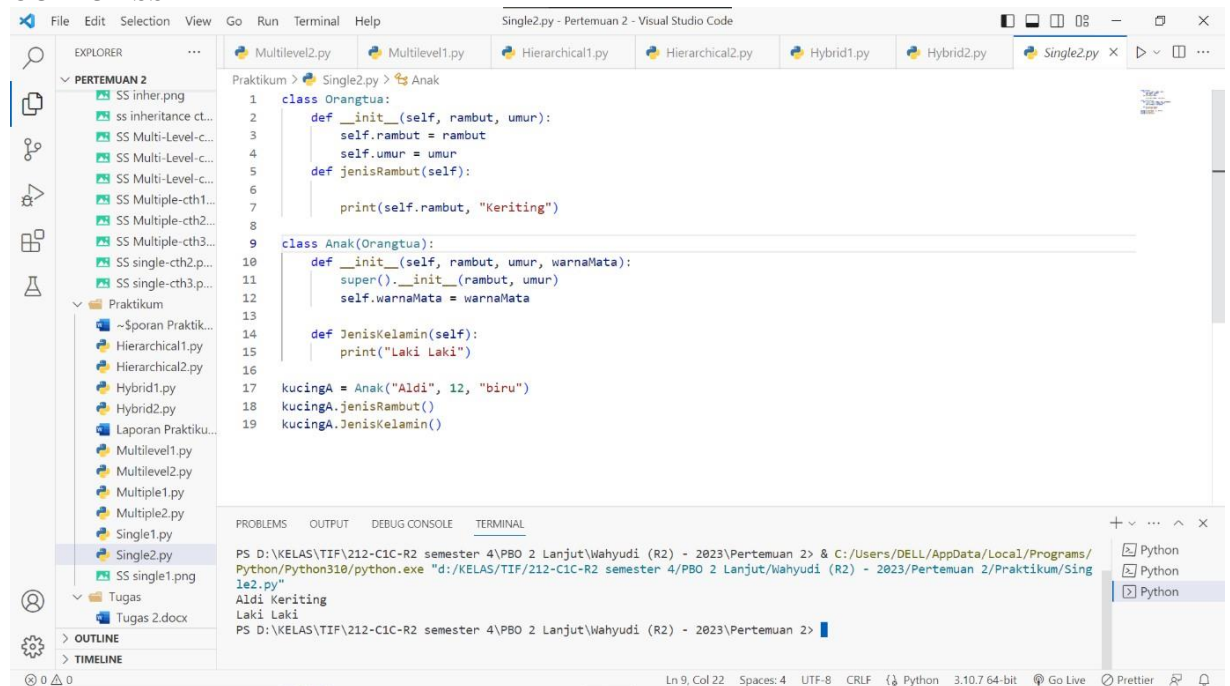 File Edit Selection View Go Run Terminal Help
Single2.py - Pertemuan 2 - Visual Studio Code
EXPLORER
Multilevel2.py Multilevel1.py Hierarchical1.py Hierarchical2.py Hybrid1.py Hybrid2.py Single2.py
PERTEMUAN 2
SS inher.png
ss inheritance ct...
SS Multi-Level-c...
SS Multi-Level-c...
SS Multi-Level-c...
SS Multiple-cth1...
SS Multiple-cth2...
SS Multiple-cth3...
SS single-cth2.p...
SS single-cth3.p...
Praktikum
~$poran Praktik...
Hierarchical1.py
Hierarchical2.py
Hybrid1.py
Hybrid2.py
Laporan Praktiku...
Multilevel1.py
Multilevel2.py
Multiple1.py
Multiple2.py
Single1.py
Single2.py
SS single1.png
Tugas
Tugas 2.docx
OUTLINE
TIMELINE
Praktikum > Single2.py > Anak
1 class Orangtua:
2 def __init__(self, rambut, umur):
3 self.rambut = rambut
4 self.umur = umur
5 def jenisRambut(self):
6
7 print(self.rambut, "Keriting")
8
9 class Anak(Orangtua):
10 def __init__(self, rambut, umur, warnaMata):
11 super().__init__(rambut, umur)
12 self.warnaMata = warnaMata
13
14 def JenisKelamin(self):
15 print("Laki Laki")
16
17 kucingA = Anak("Aldi", 12, "biru")
18 kucingA.jenisRambut()
19 kucingA.JenisKelamin()
PROBLEMS OUTPUT DEBUG CONSOLE TERMINAL
PS D:\KELAS\TIF\212-C1C-R2 semester 4\PBO 2 Lanjut\Wahyudi (R2) - 2023\Pertemuan 2> & C:/Users/DELL/AppData/Local/Programs/
Python/Python310/python.exe "d:/KELAS/TIF/212-C1C-R2 semester 4/PBO 2 Lanjut/Wahyudi (R2) - 2023/Pertemuan 2/Praktikum/Sing
le2.py"
Aldi Keriting
Laki Laki
PS D:\KELAS\TIF\212-C1C-R2 semester 4\PBO 2 Lanjut\Wahyudi (R2) - 2023\Pertemuan 2>
Python
Python
Python
0 0
Ln 9, Col 22 Spaces: 4 UTF-8 CRLF Python 3.10.7 64-bit Go Live Prettier